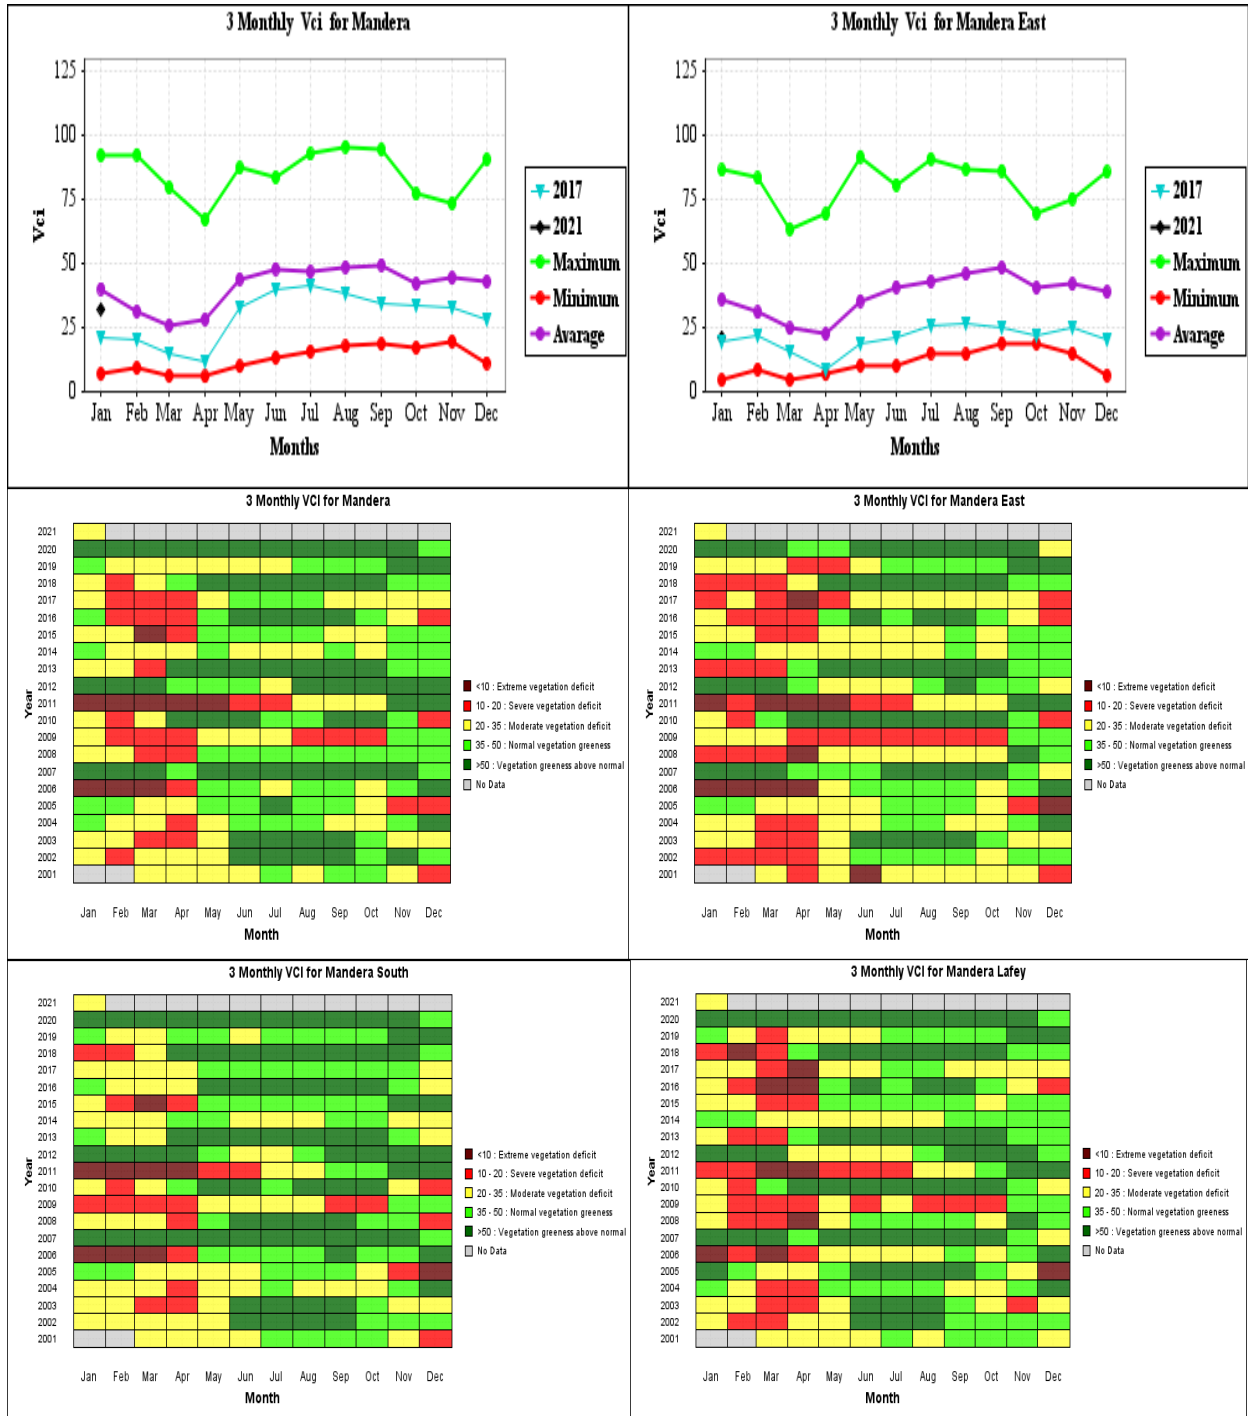 3 Monthly Vci for Mandera
125
100
75
50
25
0
Vci
Jan Feb Mar Apr May Jun Jul Aug Sep Oct Nov Dec
Months
2017
2021
Maximum
Minimum
Avarage
3 Monthly Vci for Mandera East
125
100
75
50
25
0
Vci
Jan Feb Mar Apr May Jun Jul Aug Sep Oct Nov Dec
Months
2017
2021
Maximum
Minimum
Avarage
3 Monthly VCI for Mandera
2021
2020
2019
2018
2017
2016
2015
2014
2013
2012
2011
2010
2009
2008
2007
2006
2005
2004
2003
2002
2001
Year
Jan Feb Mar Apr May Jun Jul Aug Sep Oct Nov Dec
Month
<10 : Extreme vegetation deficit
10 - 20 : Severe vegetation deficit
20 - 35 : Moderate vegetation deficit
35 - 50 : Normal vegetation greeness
>50 : Vegetation greeness above normal
No Data
3 Monthly VCI for Mandera East
2021
2020
2019
2018
2017
2016
2015
2014
2013
2012
2011
2010
2009
2008
2007
2006
2005
2004
2003
2002
2001
Year
Jan Feb Mar Apr May Jun Jul Aug Sep Oct Nov Dec
Month
<10 : Extreme vegetation deficit
10 - 20 : Severe vegetation deficit
20 - 35 : Moderate vegetation deficit
35 - 50 : Normal vegetation greeness
>50 : Vegetation greeness above normal
No Data
3 Monthly VCI for Mandera South
2021
2020
2019
2018
2017
2016
2015
2014
2013
2012
2011
2010
2009
2008
2007
2006
2005
2004
2003
2002
2001
Year
Jan Feb Mar Apr May Jun Jul Aug Sep Oct Nov Dec
Month
<10 : Extreme vegetation deficit
10 - 20 : Severe vegetation deficit
20 - 35 : Moderate vegetation deficit
35 - 50 : Normal vegetation greeness
>50 : Vegetation greeness above normal
No Data
3 Monthly VCI for Mandera Lafey
2021
2020
2019
2018
2017
2016
2015
2014
2013
2012
2011
2010
2009
2008
2007
2006
2005
2004
2003
2002
2001
Year
Jan Feb Mar Apr May Jun Jul Aug Sep Oct Nov Dec
Month
<10 : Extreme vegetation deficit
10 - 20 : Severe vegetation deficit
20 - 35 : Moderate vegetation deficit
35 - 50 : Normal vegetation greeness
>50 : Vegetation greeness above normal
No Data